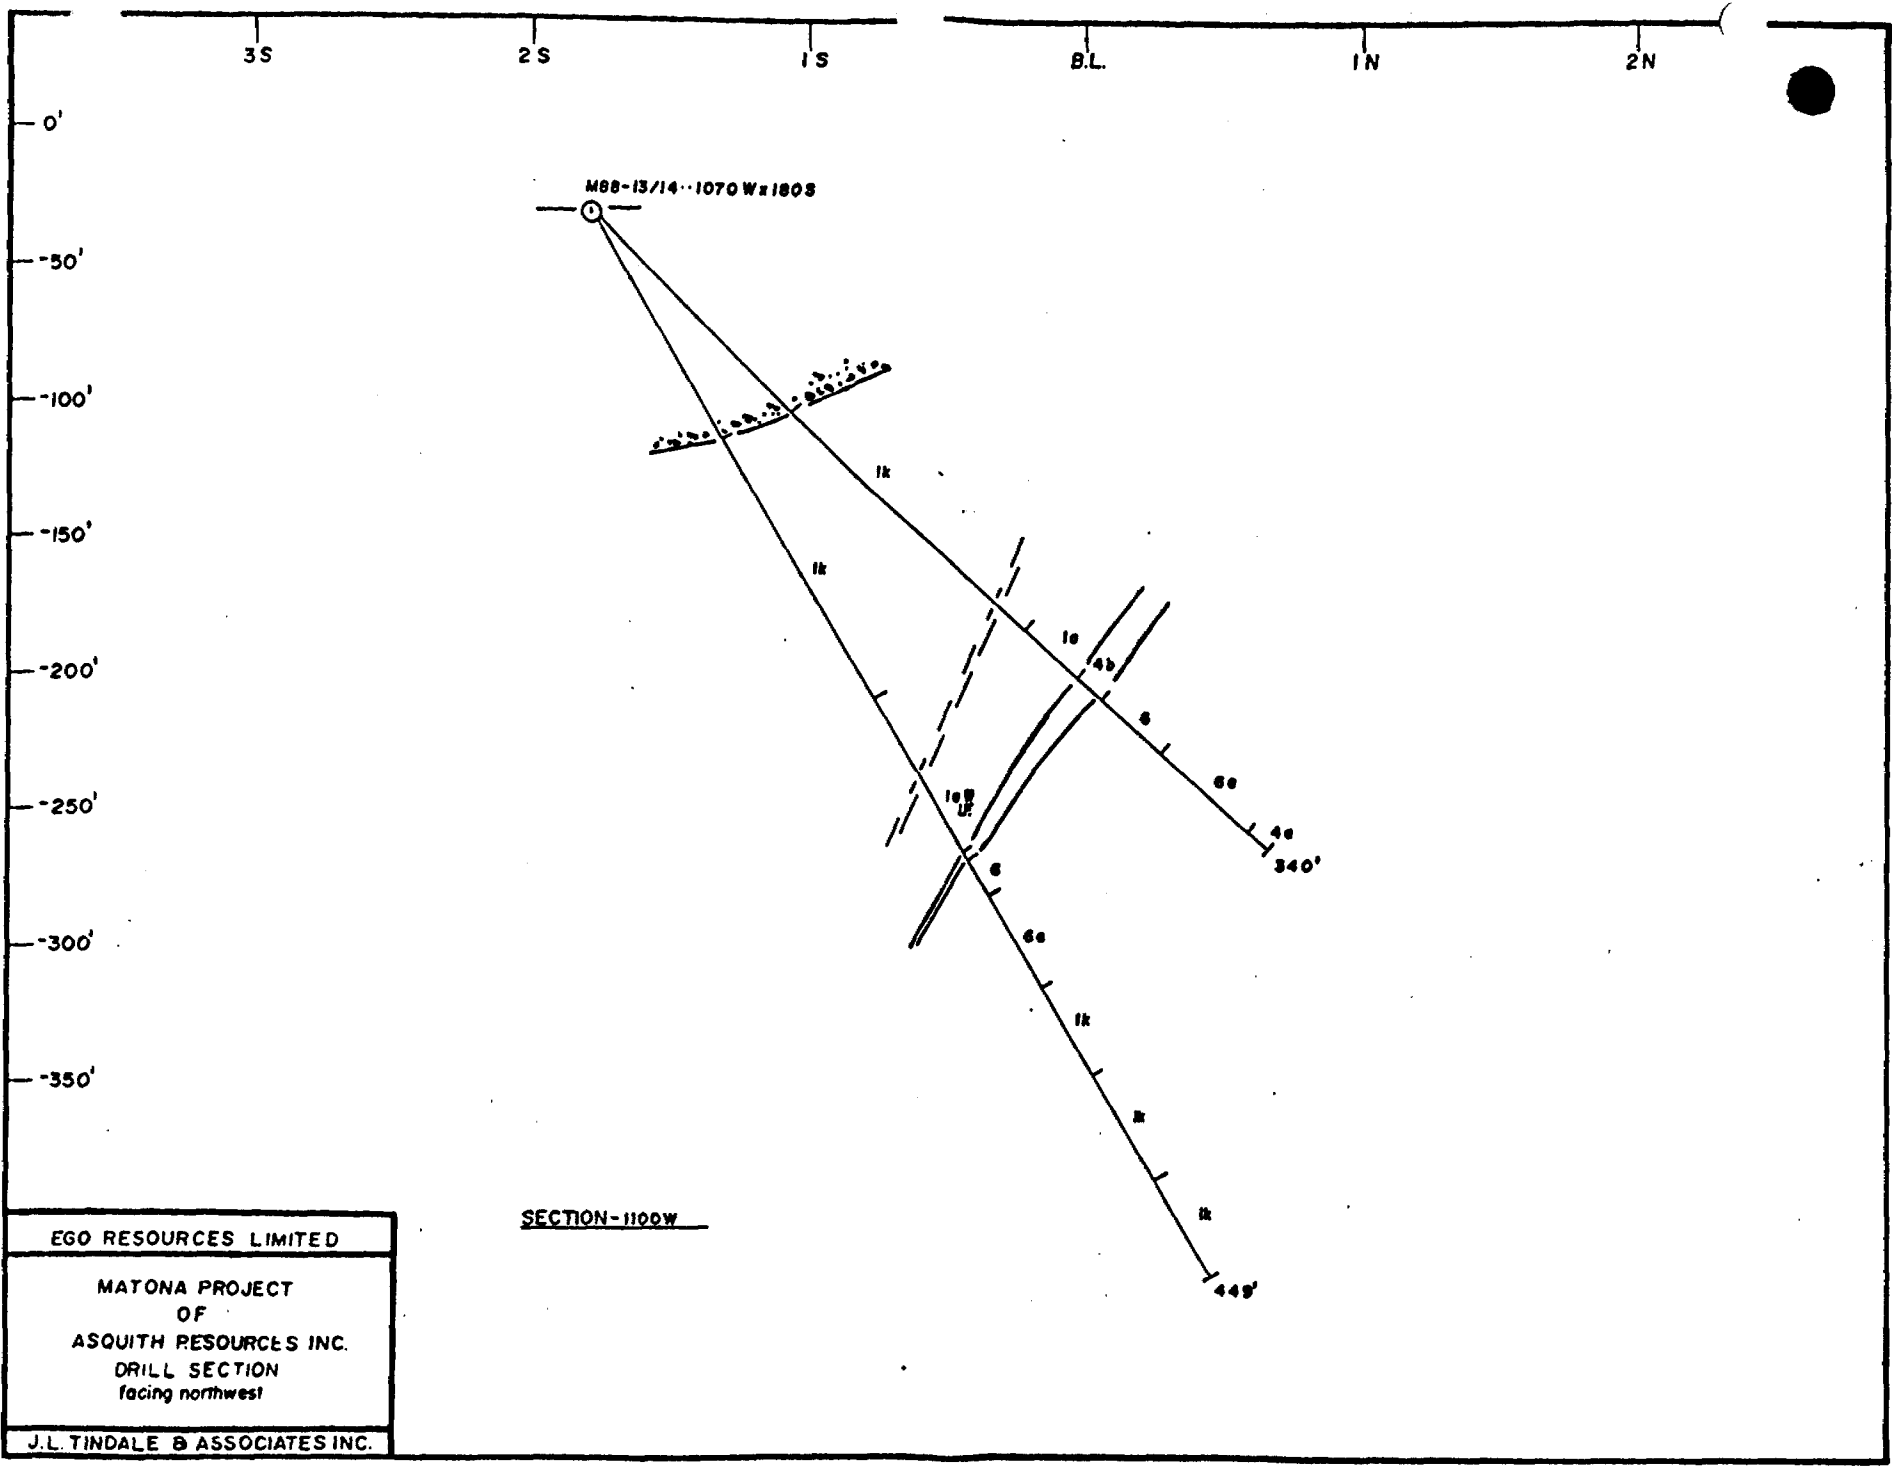 3S 2S 1S B.L. 1N 2N
0'
M88-13/14--1070Wx180S
-50'
-100'
1k
-150'
1k
1e
-200'
4b
6
6e
-250'
4e
340'
6
-300'
6e
1k
-350'
1k
1k
449'
SECTION-1100W
EGO RESOURCES LIMITED
MATONA PROJECT
OF
ASQUITH RESOURCES INC.
DRILL SECTION
facing northwest
J.L. TINDALE & ASSOCIATES INC.